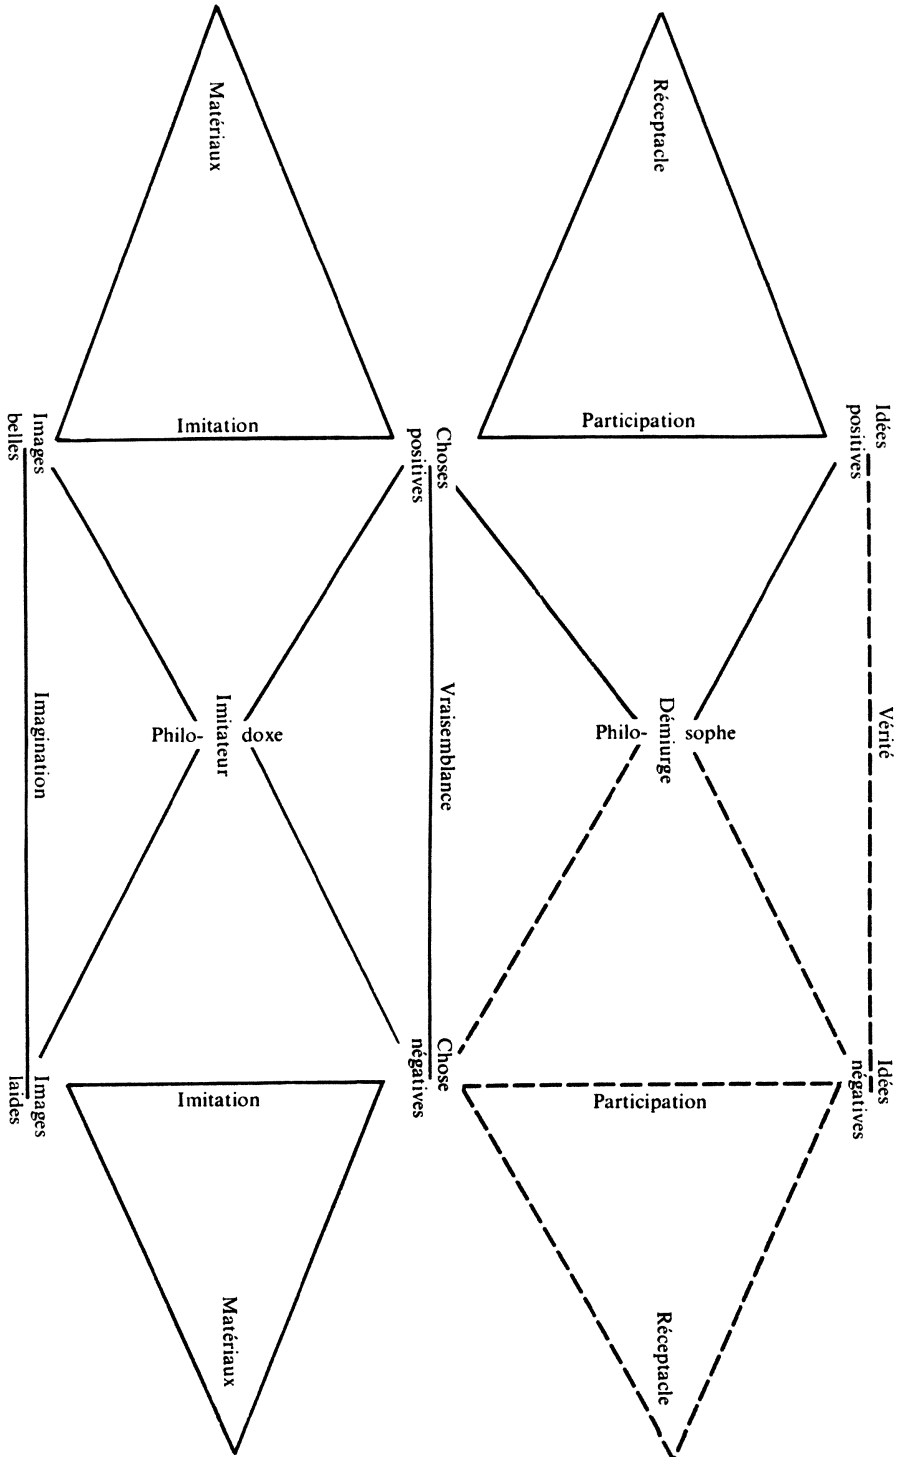 Matériaux
Réceptacle
Imitation
Participation
Images
belles
Choses
positives
Idées
positives
Imagination
Philo-
Imitateur
doxe
Vraisemblance
Philo-
Démiurge
sophe
Vérité
Images
laides
Chose
négatives
Idées
négatives
Imitation
Participation
Matériaux
Réceptacle